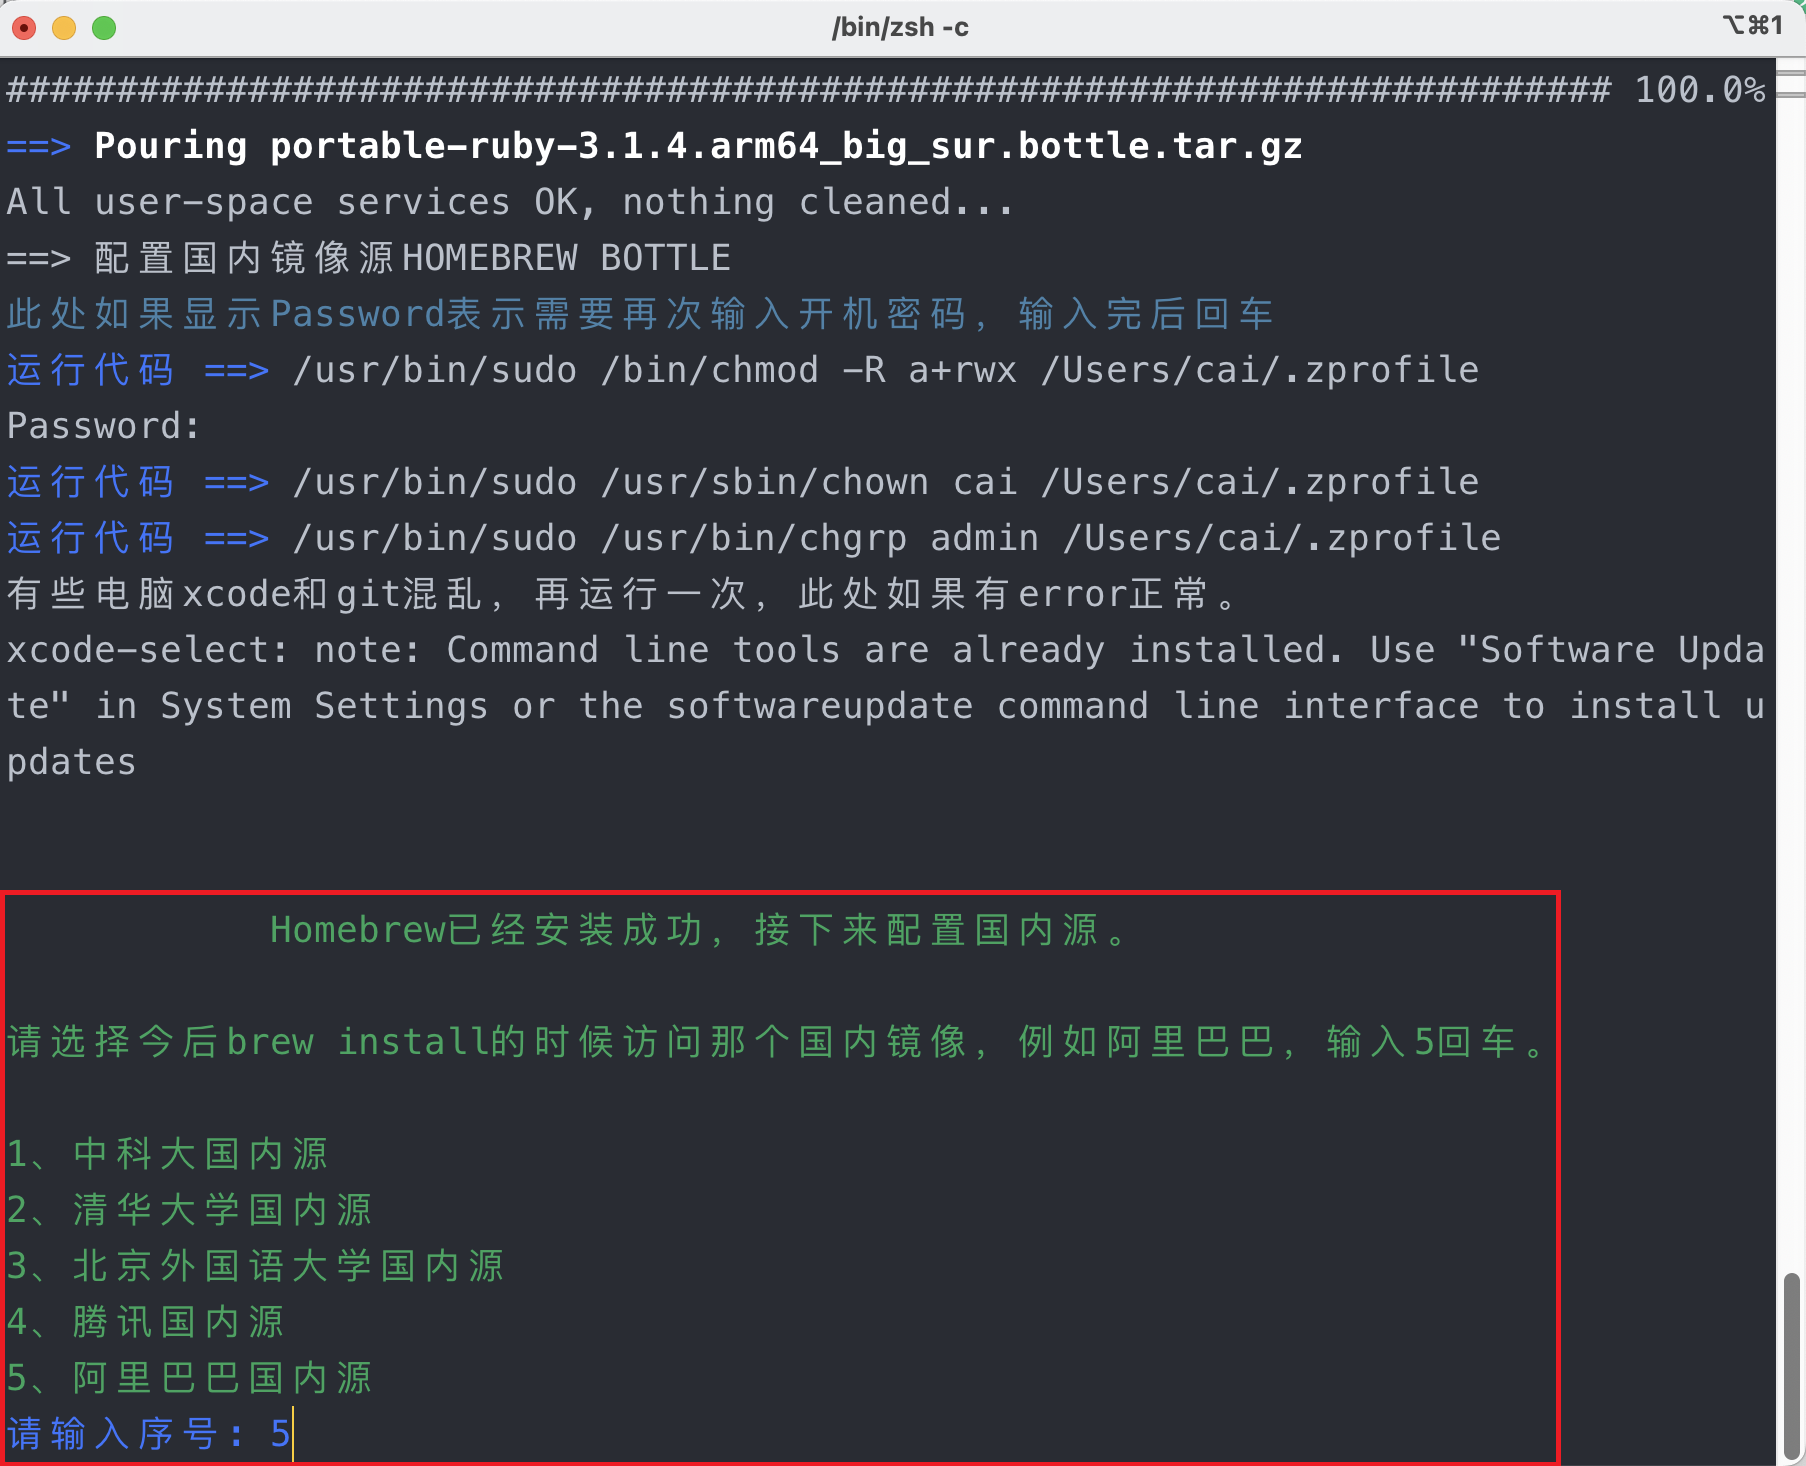 /bin/zsh -c
⌥⌘1
######################################################################### 100.0%
==> Pouring portable-ruby-3.1.4.arm64_big_sur.bottle.tar.gz
All user-space services OK, nothing cleaned...
==> 配置国内镜像源HOMEBREW BOTTLE
此处如果显示Password表示需要再次输入开机密码，输入完后回车
运行代码 ==> /usr/bin/sudo /bin/chmod -R a+rwx /Users/cai/.zprofile
Password:
运行代码 ==> /usr/bin/sudo /usr/sbin/chown cai /Users/cai/.zprofile
运行代码 ==> /usr/bin/sudo /usr/bin/chgrp admin /Users/cai/.zprofile
有些电脑xcode和git混乱，再运行一次，此处如果有error正常。
xcode-select: note: Command line tools are already installed. Use "Software Upda
te" in System Settings or the softwareupdate command line interface to install u
pdates
Homebrew已经安装成功，接下来配置国内源。
请选择今后brew install的时候访问那个国内镜像，例如阿里巴巴，输入5回车。
1、中科大国内源
2、清华大学国内源
3、北京外国语大学国内源
4、腾讯国内源
5、阿里巴巴国内源
请输入序号: 5